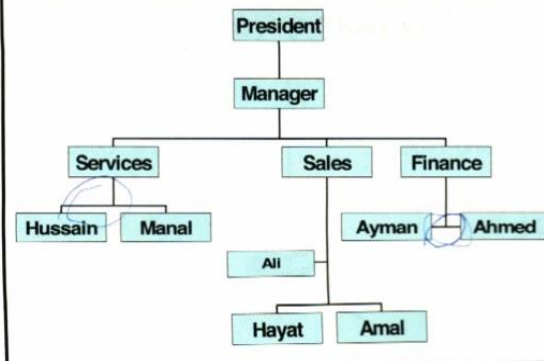 President
Manager
Services Sales Finance
Hussain Manal Ayman Ahmed
Ali
Hayat Amal